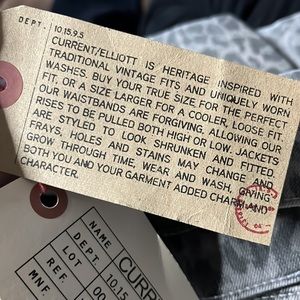 DEPT. 10.15.9.5
CURRENT/ELLIOTT IS HERITAGE INSPIRED WITH
TRADITIONAL VINTAGE FITS AND UNIQUELY WORN
WASHES. BUY YOUR TRUE SIZE FOR THE PERFECT
FIT. OR A SIZE LARGER FOR A COOLER, LOOSE FIT.
OUR WAISTBANDS ARE FORGIVING, ALLOWING OUR
RISES TO BE PULLED BOTH HIGH OR LOW. JACKETS
ARE STYLED TO LOOK SHRUNKEN AND FITTED.
FRAYS, HOLES AND STAINS MAY CHANGE AND
GROW THROUGH TIME, WEAR AND WASH, GIVING
BOTH YOU AND YOUR GARMENT ADDED CHARM AND
CHARACTER.
CURR
NAME
DEPT. 10.15
LOT 00
REF.
MNF